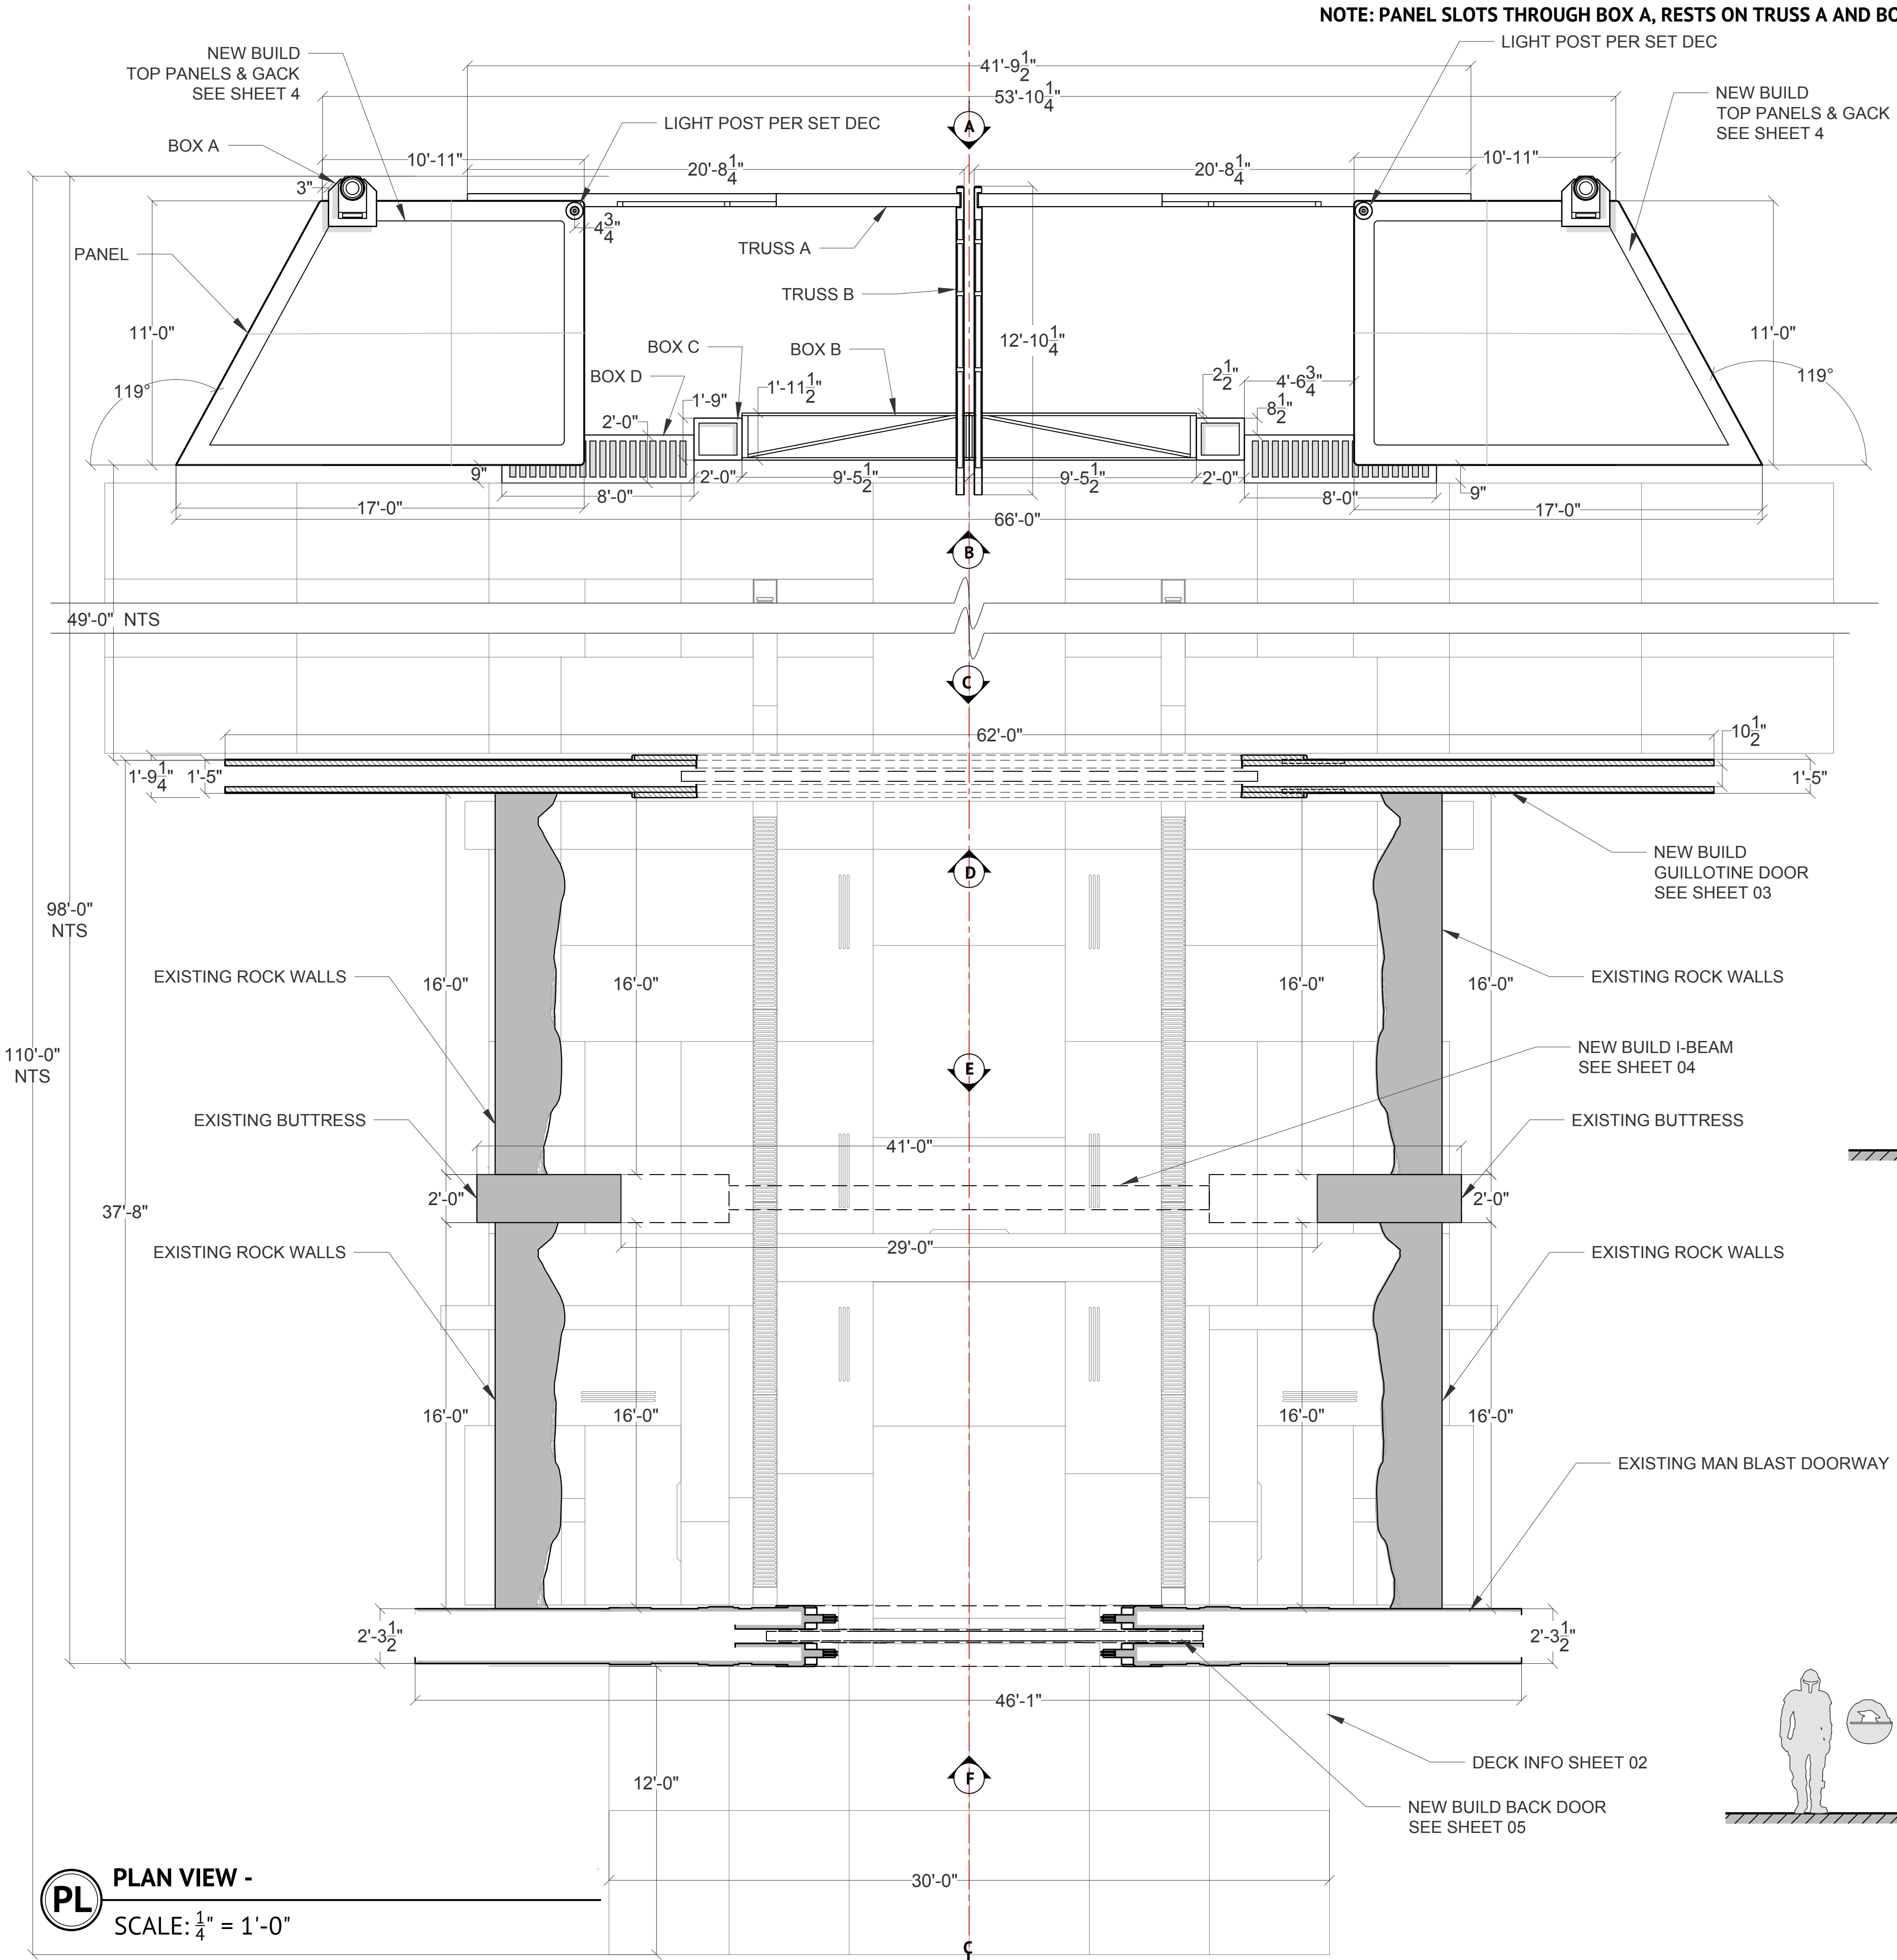 NOTE: PANEL SLOTS THROUGH BOX A, RESTS ON TRUSS A AND BO
LIGHT POST PER SET DEC
NEW BUILD
TOP PANELS & GACK
SEE SHEET 4
41'-9 1/2"
53'-10 1/4"
NEW BUILD
TOP PANELS & GACK
SEE SHEET 4
LIGHT POST PER SET DEC
A
BOX A
10'-11"
20'-8 1/4"
20'-8 1/4"
10'-11"
3"
4 3/4"
TRUSS A
PANEL
TRUSS B
11'-0"
12'-10 1/4"
11'-0"
BOX C
BOX B
BOX D
119°
1'-11 1/2"
2 1/2"
4'-6 3/4"
119°
1'-9"
8 1/2"
2'-0"
9"
2'-0"
9'-5 1/2"
9'-5 1/2"
2'-0"
9"
8'-0"
8'-0"
17'-0"
17'-0"
66'-0"
B
49'-0" NTS
C
62'-0"
10 1/2"
1'-9 1/4"
1'-5"
1'-5"
NEW BUILD
GUILLOTINE DOOR
SEE SHEET 03
D
98'-0"
NTS
EXISTING ROCK WALLS
16'-0"
16'-0"
16'-0"
16'-0"
EXISTING ROCK WALLS
110'-0"
NTS
E
NEW BUILD I-BEAM
SEE SHEET 04
EXISTING BUTTRESS
EXISTING BUTTRESS
41'-0"
2'-0"
2'-0"
37'-8"
29'-0"
EXISTING ROCK WALLS
EXISTING ROCK WALLS
16'-0"
16'-0"
16'-0"
16'-0"
EXISTING MAN BLAST DOORWAY
2'-3 1/2"
2'-3 1/2"
46'-1"
DECK INFO SHEET 02
12'-0"
F
NEW BUILD BACK DOOR
SEE SHEET 05
30'-0"
PL
PLAN VIEW -
SCALE: 1/4" = 1'-0"